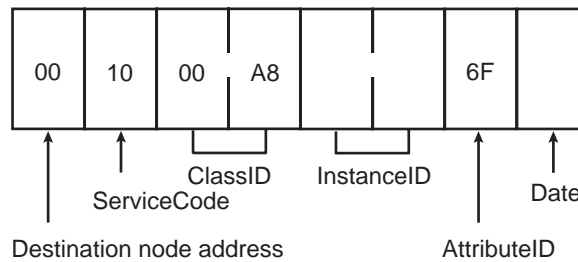 00 10 00 A8 6F
ClassID InstanceID
ServiceCode Date
Destination node address AttributeID